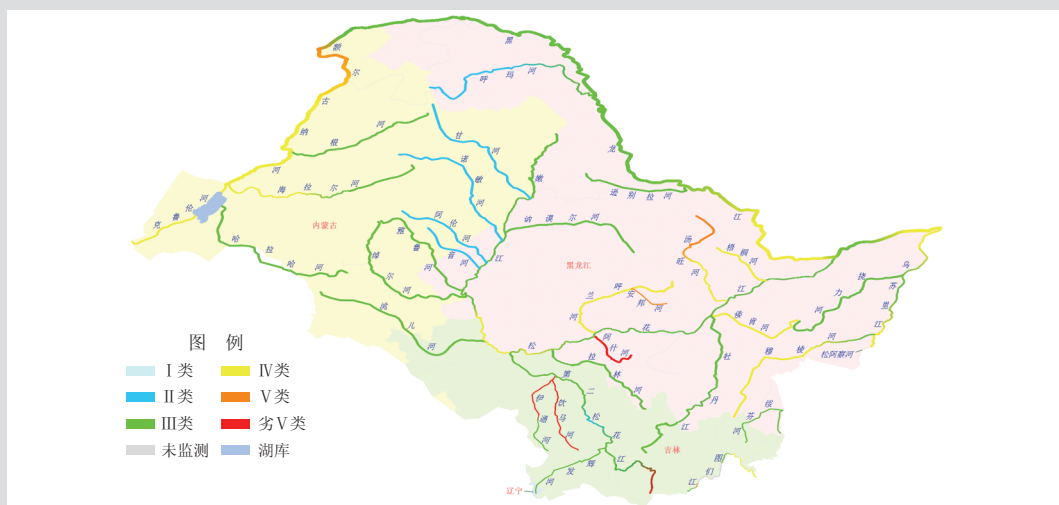 黑
额
尔
呼玛河
古
纳
根
河
甘
河
诺
敏
河
龙
嫩
河
海拉尔河
逊别拉河
克鲁伦河
内蒙古
阿
伦
河
讷谟尔河
江
汤
旺
河
梧
桐
河
哈
拉
哈
河
雅
鲁
河
音
河
江
绰
尔
河
黑龙江
呼
兰
河
安
邦
河
江
挠
力
河
乌
苏
里
江
洮
儿
河
倭肯河
花
阿
什
河
松
拉
林
河
牡
丹
江
穆
棱
河
松阿察河
第
二
松
花
江
伊
通
河
饮
马
河
绥
芬
河
吉林
图
们
江
辉
发
河
辽宁
图 例
Ⅰ类
Ⅳ类
Ⅱ类
Ⅴ类
Ⅲ类
劣Ⅴ类
未监测
湖库